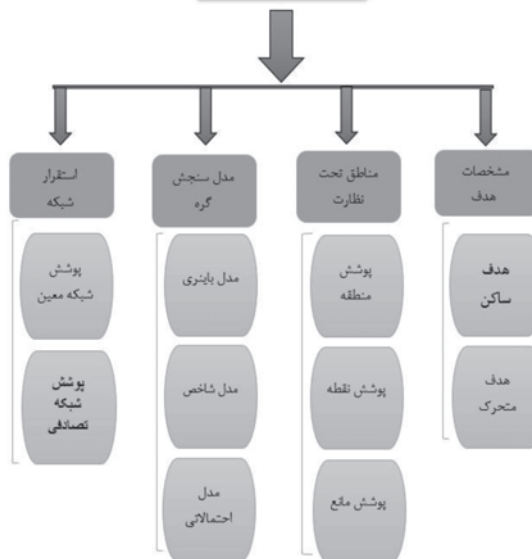 مشخصات
هدف
هدف
ساکن
هدف
متحرک
مناطق تحت
نظارت
پوشش
منطقه
پوشش نقطه
پوشش مانع
مدل سنجش
گره
مدل باینری
مدل شاخص
مدل
احتمالاتی
استقرار
شبکه
پوشش
شبکه معین
پوشش
شبکه
تصادفی